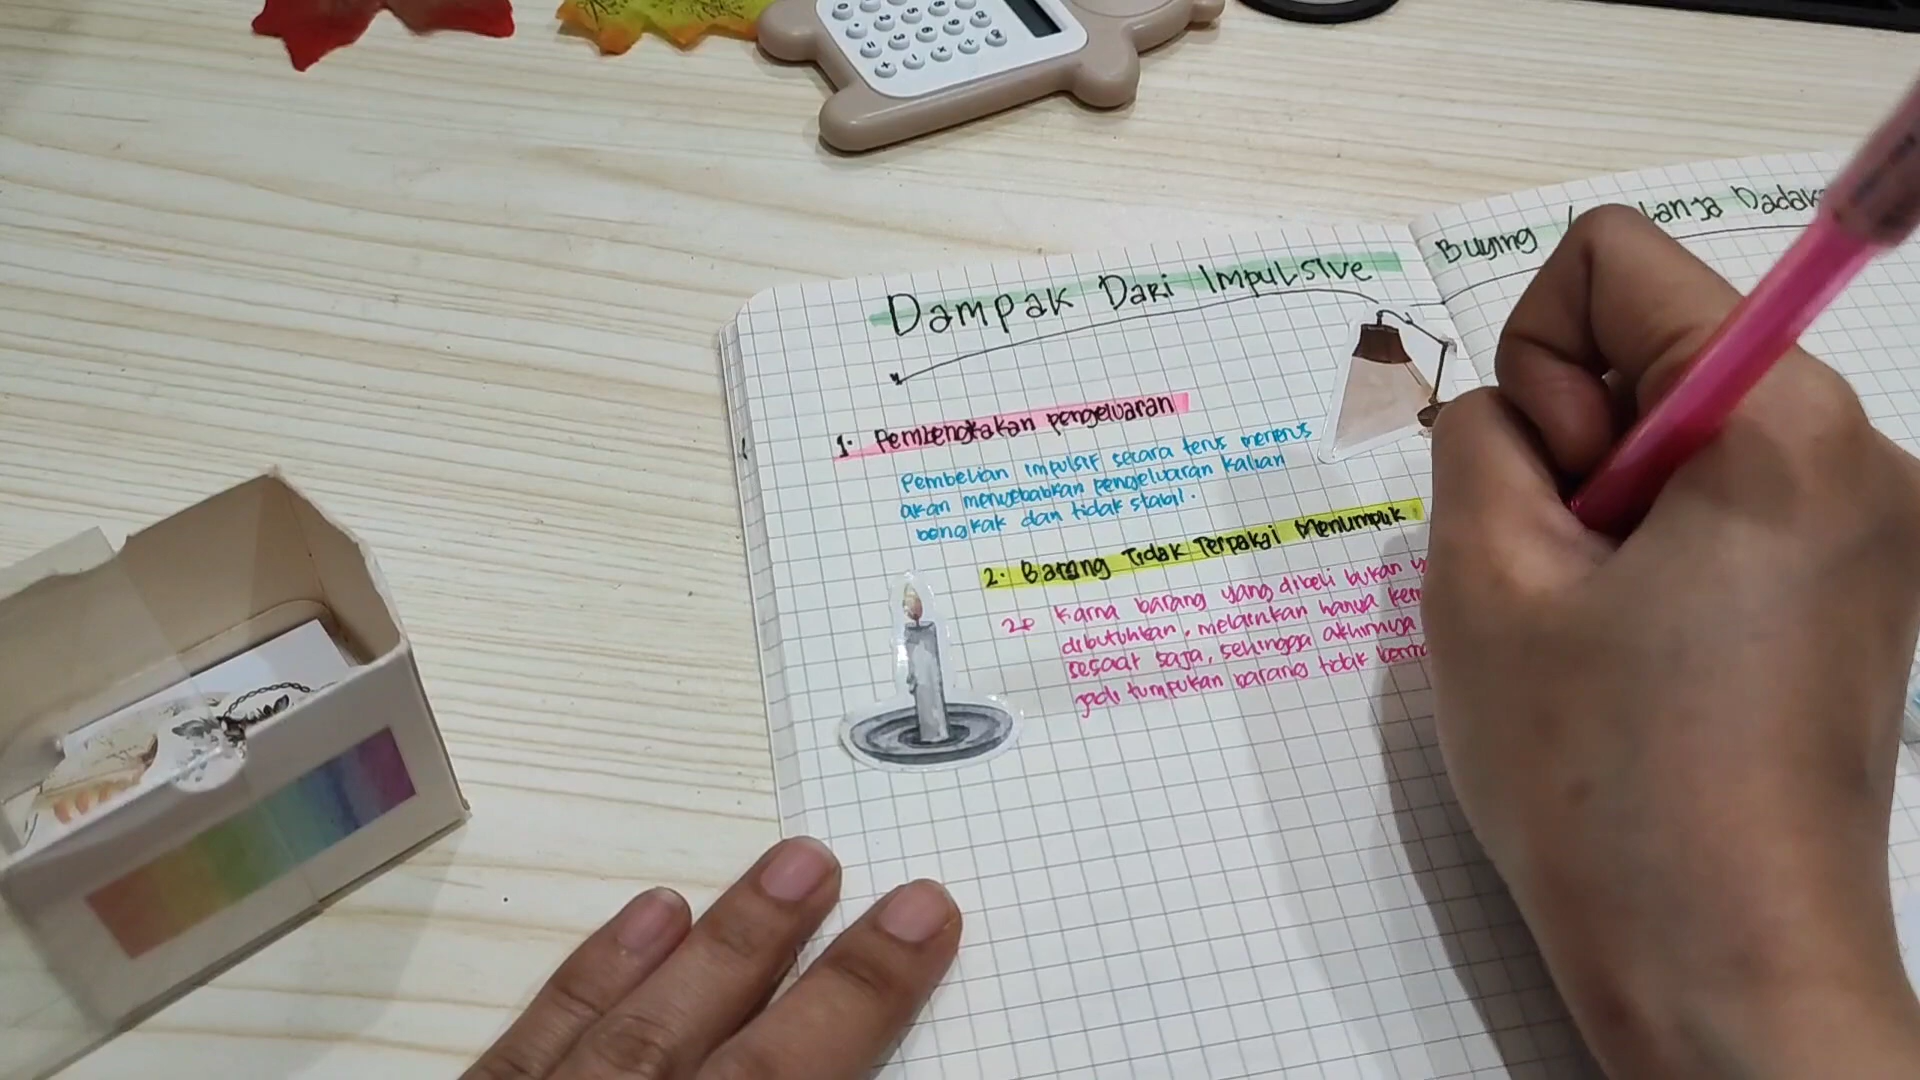 Dampak Dari Impulsive Buying
Lanja Dadak
1. Pembengkakan pengeluaran
Pembelian impulsif secara terus menerus
akan menyebabkan pengeluaran kalian
bengkak dan tidak stabil.
2. Barang Tidak Terpakai Menumpuk
Karna barang yang dibeli bukan y
dibutuhkan, melainkan hanya
sesaat saja, sehingga akhirnya
jadi tumpukan barang tidak